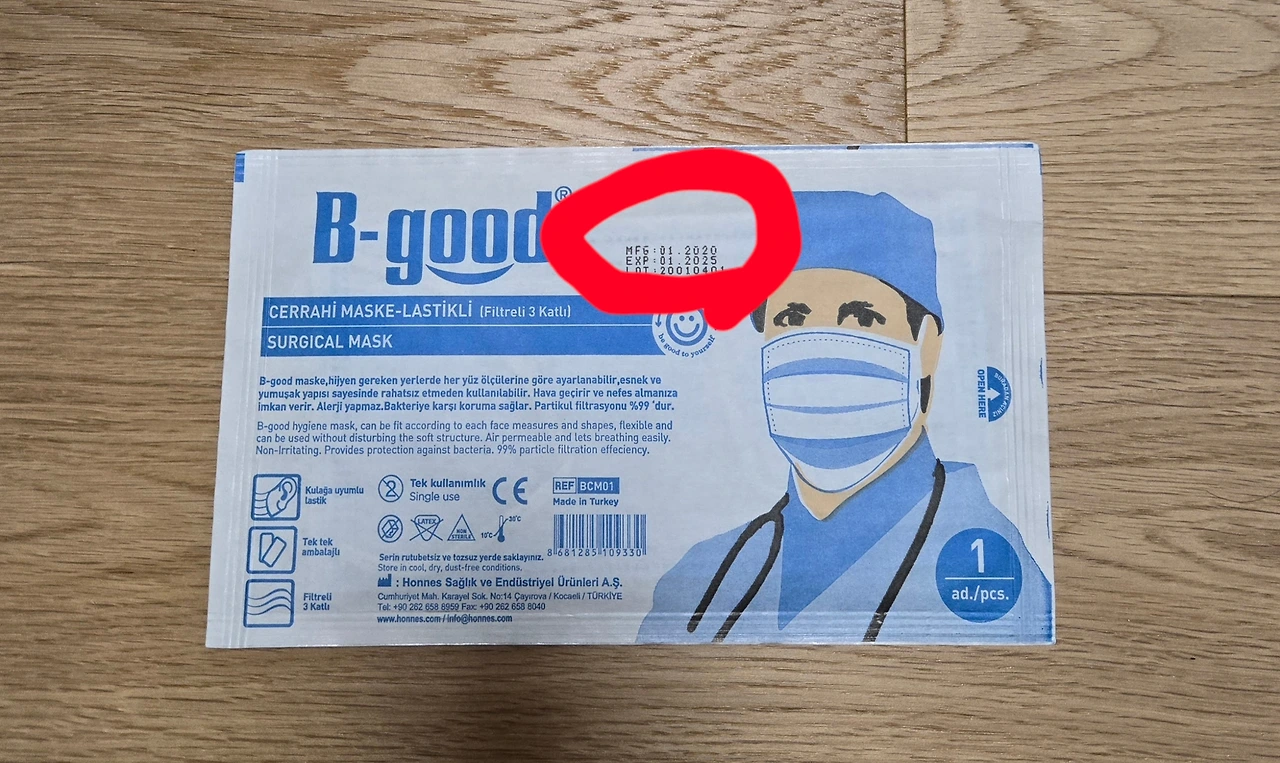 B-good®
MFG:01.2020
EXP:01.2025
LOT:20010401
CERRAHİ MASKE-LASTİKLİ (Filtreli 3 Katlı)
SURGICAL MASK
be good to yourself
B-good maske,hijyen gereken yerlerde her yüz ölçülerine göre ayarlanabilir,esnek ve
yumuşak yapısı sayesinde rahatsız etmeden kullanılabilir. Hava geçirir ve nefes almanıza
imkan verir. Alerji yapmaz.Bakteriye karşı koruma sağlar. Partikul filtrasyonu %99 'dur.
B-good hygiene mask, can be fit according to each face measures and shapes, flexible and
can be used without disturbing the soft structure. Air permeable and lets breathing easily.
Non-Irritating. Provides protection against bacteria. 99% particle filtration effeciency.
BURADAN AÇINIZ
OPEN HERE
Kulağa uyumlu
lastik
Tek tek
ambalajlı
Filtreli
3 Katlı
2
Tek kullanımlık
Single use
CE
REF BCM01
Made in Turkey
LATEX
NON
STERILE
10°C
30°C
8 681285 109330
Serin rutubetsiz ve tozsuz yerde saklayınız.
Store in cool, dry, dust-free conditions.
: Honnes Sağlık ve Endüstriyel Ürünleri A.Ş.
Cumhuriyet Mah. Karayel Sok. No:14 Çayırova / Kocaeli / TÜRKİYE
Tel: +90 262 658 8959 Fax: +90 262 658 8040
www.honnes.com / info@honnes.com
1
ad./pcs.